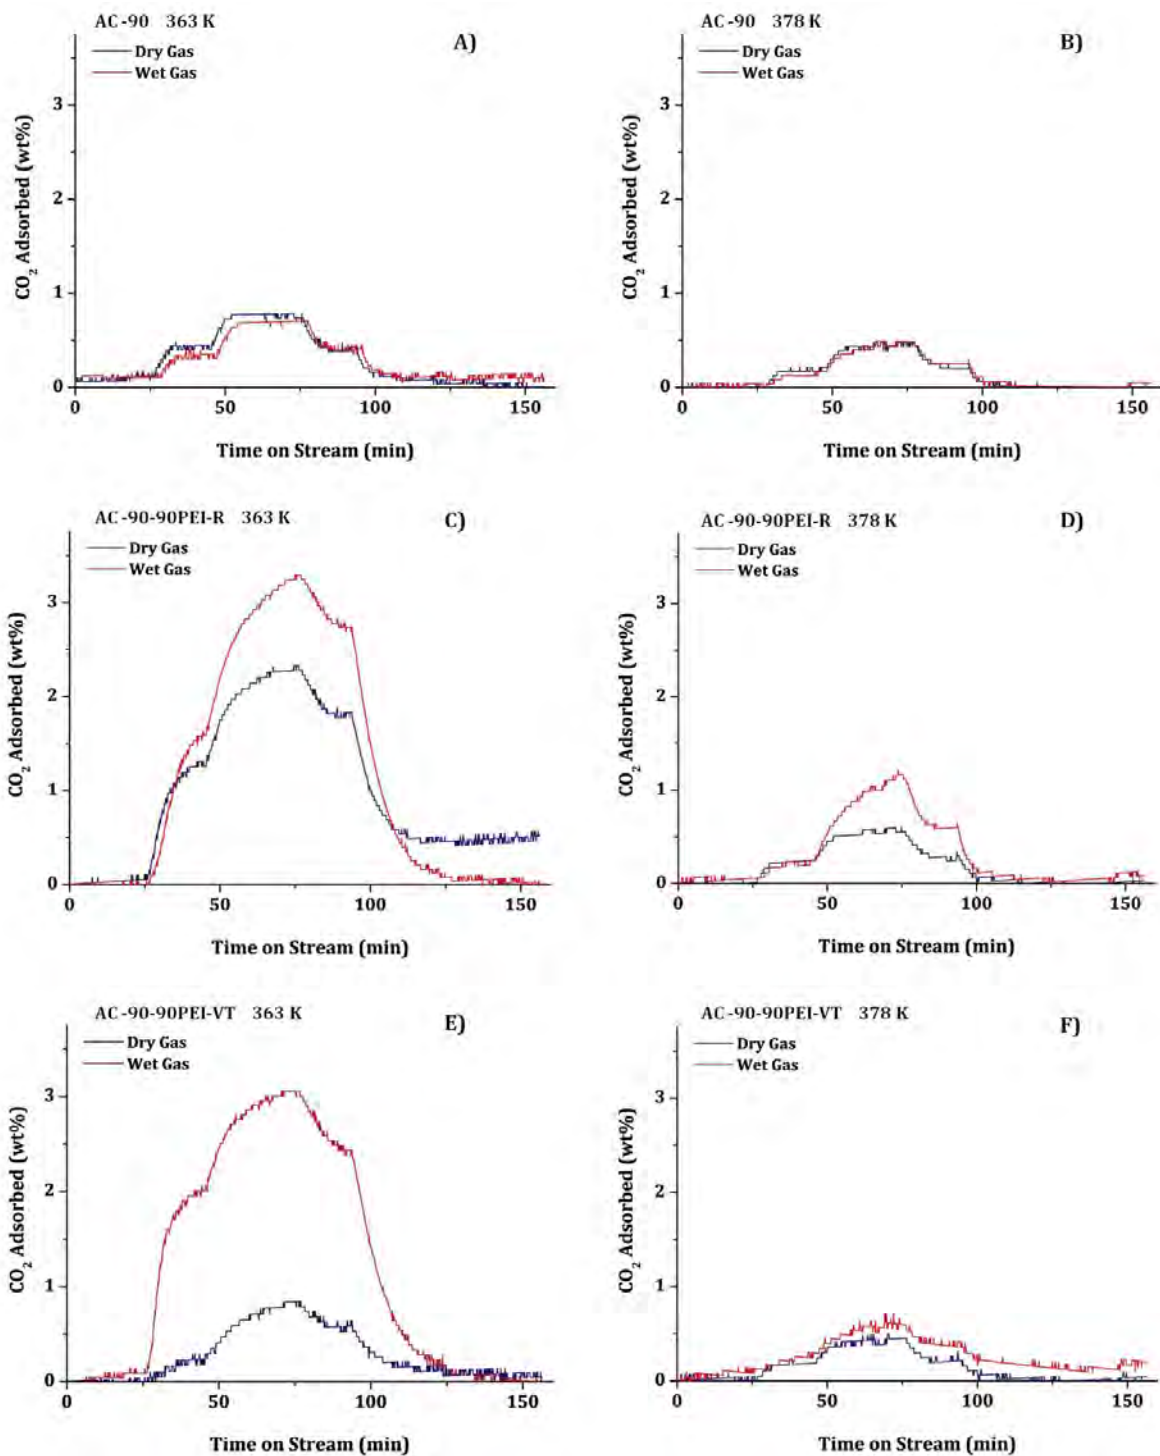 AC-90 363 K
A)
Dry Gas
Wet Gas
CO2 Adsorbed (wt%)
3
2
1
0
0 50 100 150
Time on Stream (min)
AC-90 378 K
B)
Dry Gas
Wet Gas
CO2 Adsorbed (wt%)
3
2
1
0
0 50 100 150
Time on Stream (min)
AC-90-90PEI-R 363 K
C)
Dry Gas
Wet Gas
CO2 Adsorbed (wt%)
3
2
1
0
0 50 100 150
Time on Stream (min)
AC-90-90PEI-R 378 K
D)
Dry Gas
Wet Gas
CO2 Adsorbed (wt%)
3
2
1
0
0 50 100 150
Time on Stream (min)
AC-90-90PEI-VT 363 K
E)
Dry Gas
Wet Gas
CO2 Adsorbed (wt%)
3
2
1
0
0 50 100 150
Time on Stream (min)
AC-90-90PEI-VT 378 K
F)
Dry Gas
Wet Gas
CO2 Adsorbed (wt%)
3
2
1
0
0 50 100 150
Time on Stream (min)